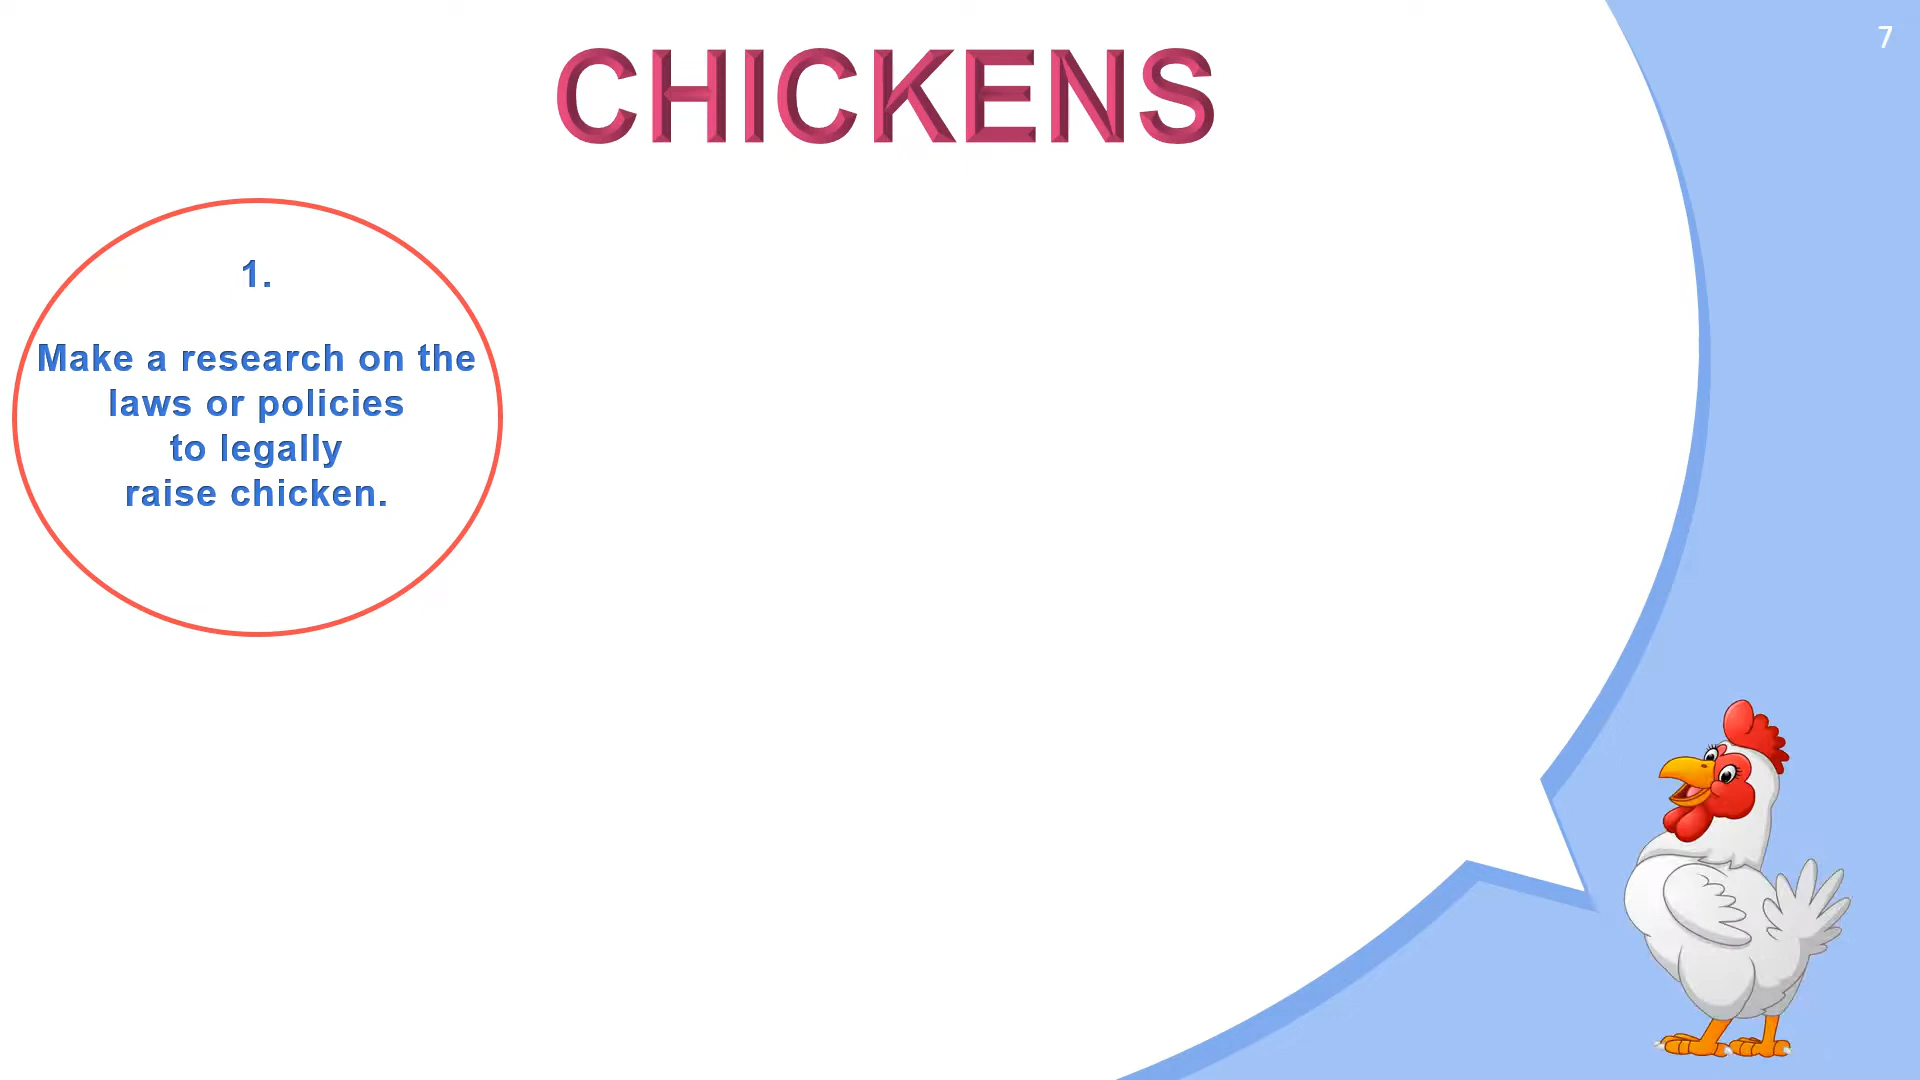 CHICKENS
7
1.
Make a research on the
laws or policies
to legally
raise chicken.